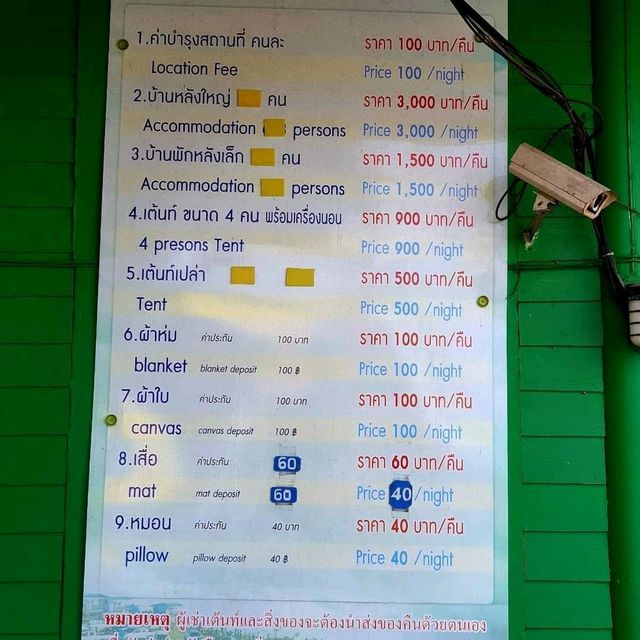 1.ค่าบำรุงสถานที่ คนละ ราคา 100 บาท/คืน
Location Fee Price 100 /night
2.บ้านหลังใหญ่ คน ราคา 3,000 บาท/คืน
Accommodation persons Price 3,000 /night
3.บ้านพักหลังเล็ก คน ราคา 1,500 บาท/คืน
Accommodation persons Price 1,500 /night
4.เต้นท์ ขนาด 4 คน พร้อมเครื่องนอน ราคา 900 บาท/คืน
4 presons Tent Price 900 /night
5.เต้นท์เปล่า ราคา 500 บาท/คืน
Tent Price 500 /night
6.ผ้าห่ม ค่าประกัน 100 บาท ราคา 100 บาท/คืน
blanket blanket deposit 100 ฿ Price 100 /night
7.ผ้าใบ ค่าประกัน 100 บาท ราคา 100 บาท/คืน
canvas canvas deposit 100 ฿ Price 100 /night
8.เสื่อ ค่าประกัน 60 ราคา 60 บาท/คืน
mat mat deposit 60 Price 40 /night
9.หมอน ค่าประกัน 40 บาท ราคา 40 บาท/คืน
pillow pillow deposit 40 ฿ Price 40 /night
หมายเหตุ ผู้เช่าเต้นท์และสิ่งของจะต้องนำส่งของคืนด้วยตนเอง